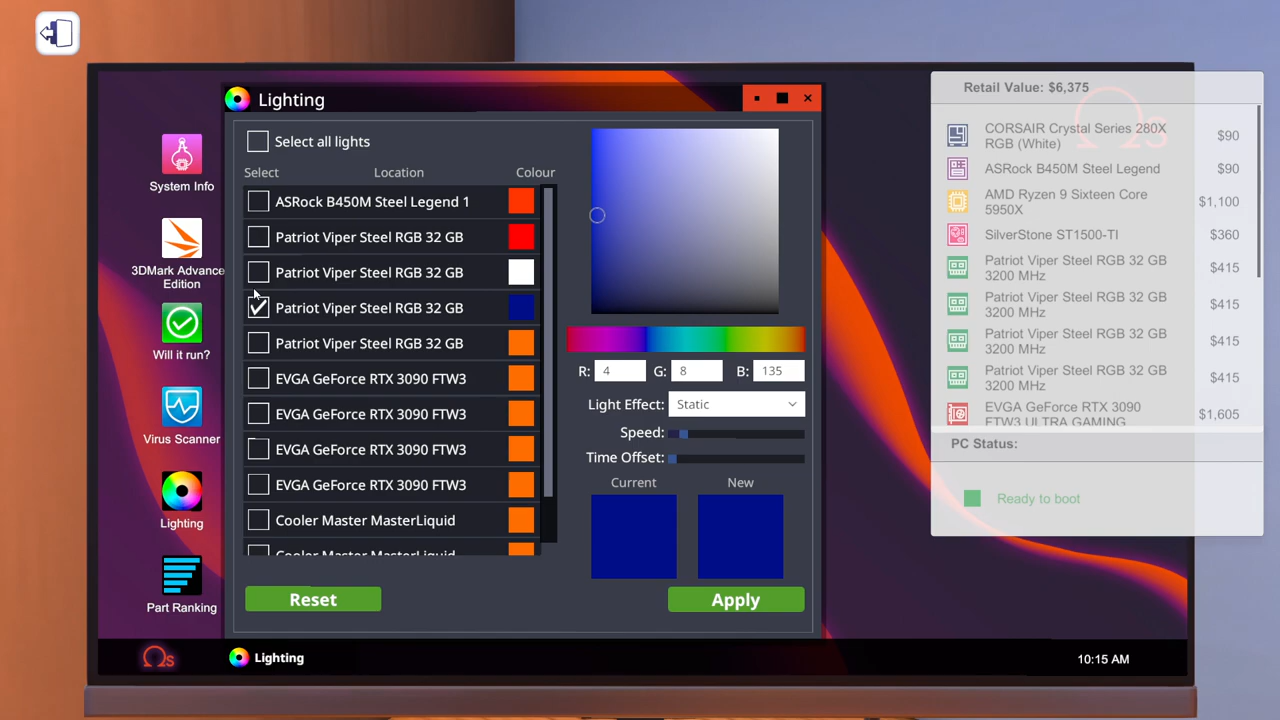 Lighting
Select all lights
Select Location Colour
ASRock B450M Steel Legend 1
Patriot Viper Steel RGB 32 GB
Patriot Viper Steel RGB 32 GB
Patriot Viper Steel RGB 32 GB
Patriot Viper Steel RGB 32 GB
EVGA GeForce RTX 3090 FTW3
EVGA GeForce RTX 3090 FTW3
EVGA GeForce RTX 3090 FTW3
EVGA GeForce RTX 3090 FTW3
Cooler Master MasterLiquid
Cooler Master MasterLiquid
Reset
R: 4 G: 8 B: 135
Light Effect: Static
Speed:
Time Offset:
Current New
Apply
System Info
3DMark Advance
Edition
Will it run?
Virus Scanner
Lighting
Part Ranking
Ωs
Lighting
10:15 AM
Retail Value: $6,375
CORSAIR Crystal Series 280X
RGB (White) $90
ASRock B450M Steel Legend $90
AMD Ryzen 9 Sixteen Core
5950X $1,100
SilverStone ST1500-TI $360
Patriot Viper Steel RGB 32 GB
3200 MHz $415
Patriot Viper Steel RGB 32 GB
3200 MHz $415
Patriot Viper Steel RGB 32 GB
3200 MHz $415
Patriot Viper Steel RGB 32 GB
3200 MHz $415
EVGA GeForce RTX 3090
FTW3 ULTRA GAMING $1,605
PC Status:
Ready to boot